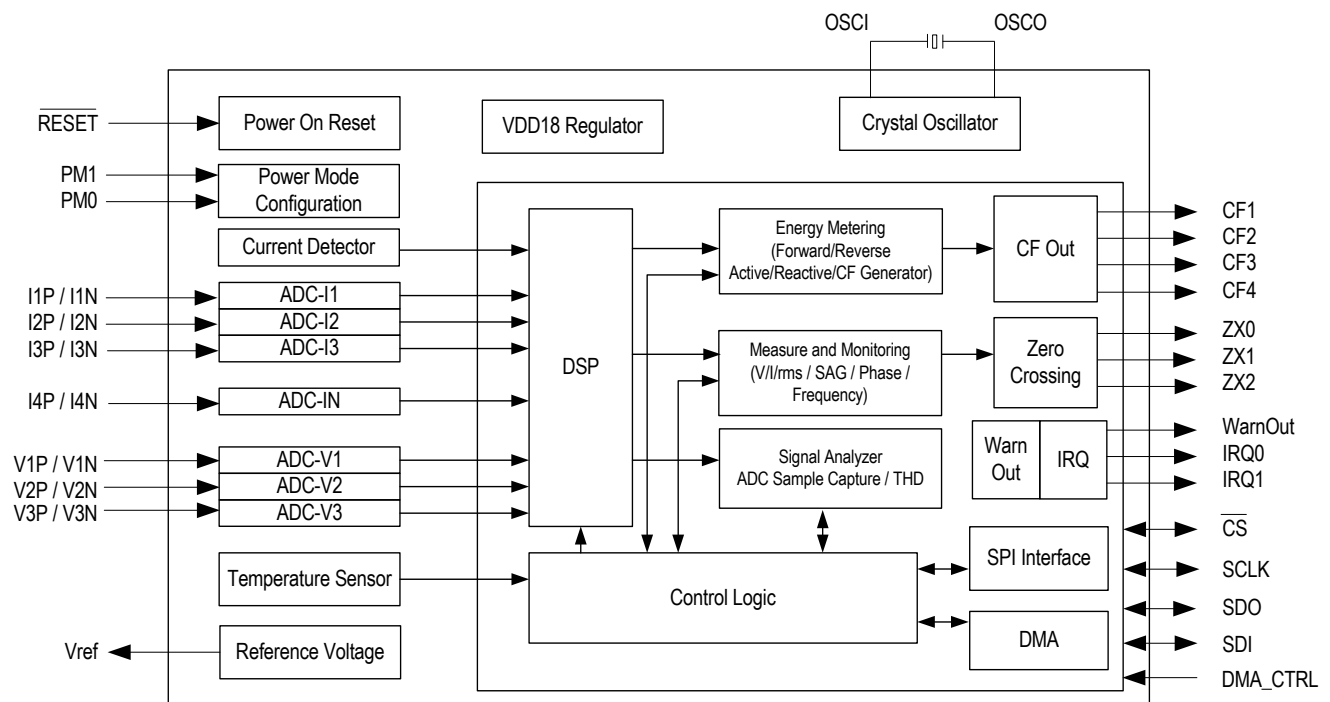 OSCI
OSCO
RESET
Power On Reset
VDD18 Regulator
Crystal Oscillator
PM1
PM0
Power Mode
Configuration
Current Detector
I1P / I1N
ADC-I1
I2P / I2N
ADC-I2
I3P / I3N
ADC-I3
I4P / I4N
ADC-IN
V1P / V1N
ADC-V1
V2P / V2N
ADC-V2
V3P / V3N
ADC-V3
Temperature Sensor
Vref
Reference Voltage
DSP
Energy Metering
(Forward/Reverse
Active/Reactive/CF Generator)
CF Out
CF1
CF2
CF3
CF4
Measure and Monitoring
(V/I/rms / SAG / Phase /
Frequency)
Zero
Crossing
ZX0
ZX1
ZX2
Signal Analyzer
ADC Sample Capture / THD
Warn
Out
IRQ
WarnOut
IRQ0
IRQ1
Control Logic
SPI Interface
DMA
CS
SCLK
SDO
SDI
DMA_CTRL